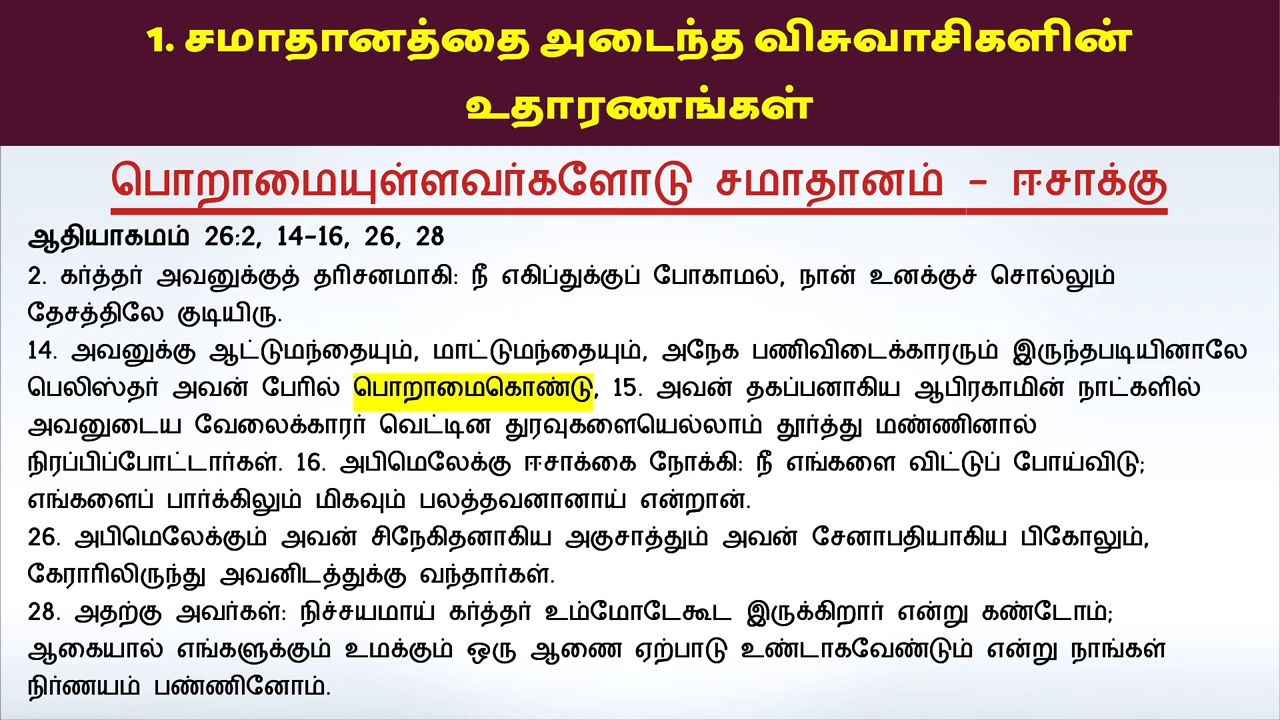 1. சமாதானத்தை அடைந்த விசுவாசிகளின்
உதாரணங்கள்
பொறாமையுள்ளவர்களோடு சமாதானம் - ஈசாக்கு
ஆதியாகமம் 26:2, 14-16, 26, 28
2. கர்த்தர் அவனுக்குத் தரிசனமாகி: நீ எகிப்துக்குப் போகாமல், நான் உனக்குச் சொல்லும்
தேசத்திலே குடியிரு.
14. அவனுக்கு ஆட்டுமந்தையும், மாட்டுமந்தையும், அநேக பணிவிடைக்காரரும் இருந்தபடியினாலே
பெலிஸ்தர் அவன் பேரில் பொறாமைகொண்டு, 15. அவன் தகப்பனாகிய ஆபிரகாமின் நாட்களில்
அவனுடைய வேலைக்காரர் வெட்டின துரவுகளையெல்லாம் தூர்த்து மண்ணினால்
நிரப்பிப்போட்டார்கள். 16. அபிமெலேக்கு ஈசாக்கை நோக்கி: நீ எங்களை விட்டுப் போய்விடு;
எங்களைப் பார்க்கிலும் மிகவும் பலத்தவனானாய் என்றான்.
26. அபிமெலேக்கும் அவன் சிநேகிதனாகிய அகுசாத்தும் அவன் சேனாபதியாகிய பிகோலும்,
கேராரிலிருந்து அவனிடத்துக்கு வந்தார்கள்.
28. அதற்கு அவர்கள்: நிச்சயமாய் கர்த்தர் உம்மோடேகூட இருக்கிறார் என்று கண்டோம்;
ஆகையால் எங்களுக்கும் உமக்கும் ஒரு ஆணை ஏற்பாடு உண்டாகவேண்டும் என்று நாங்கள்
நிர்ணயம் பண்ணினோம்.